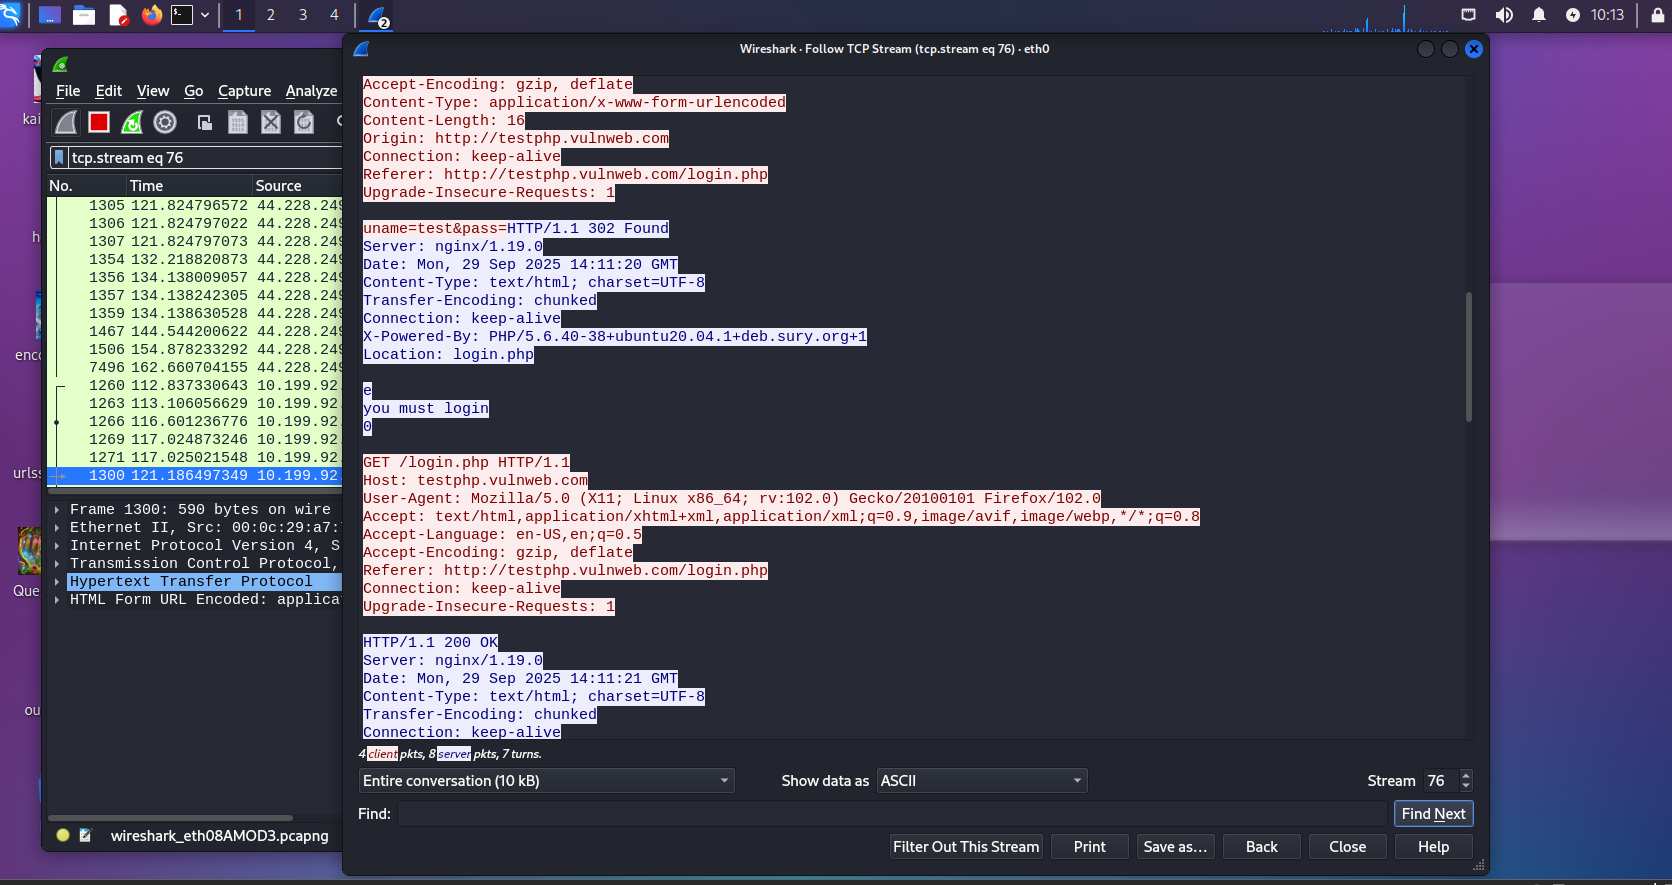 1 2 3 4 2 10:13
kai
h
enco
urlss
Que
ou
File Edit View Go Capture Analyze
tcp.stream eq 76
No. Time Source
1305 121.824796572 44.228.249
1306 121.824797022 44.228.249
1307 121.824797073 44.228.249
1354 132.218820873 44.228.249
1356 134.138009057 44.228.249
1357 134.138242305 44.228.249
1359 134.138630528 44.228.249
1467 144.544200622 44.228.249
1506 154.878233292 44.228.249
7496 162.660704155 44.228.249
1260 112.837330643 10.199.92.
1263 113.106056629 10.199.92.
1266 116.601236776 10.199.92.
1269 117.024873246 10.199.92.
1271 117.025021548 10.199.92.
1300 121.186497349 10.199.92.
Frame 1300: 590 bytes on wire
Ethernet II, Src: 00:0c:29:a7:
Internet Protocol Version 4, S
Transmission Control Protocol,
Hypertext Transfer Protocol
HTML Form URL Encoded: applica
wireshark_eth08AMOD3.pcapng
Wireshark · Follow TCP Stream (tcp.stream eq 76) · eth0
Accept-Encoding: gzip, deflate
Content-Type: application/x-www-form-urlencoded
Content-Length: 16
Origin: http://testphp.vulnweb.com
Connection: keep-alive
Referer: http://testphp.vulnweb.com/login.php
Upgrade-Insecure-Requests: 1
uname=test&pass=HTTP/1.1 302 Found
Server: nginx/1.19.0
Date: Mon, 29 Sep 2025 14:11:20 GMT
Content-Type: text/html; charset=UTF-8
Transfer-Encoding: chunked
Connection: keep-alive
X-Powered-By: PHP/5.6.40-38+ubuntu20.04.1+deb.sury.org+1
Location: login.php
e
you must login
0
GET /login.php HTTP/1.1
Host: testphp.vulnweb.com
User-Agent: Mozilla/5.0 (X11; Linux x86_64; rv:102.0) Gecko/20100101 Firefox/102.0
Accept: text/html,application/xhtml+xml,application/xml;q=0.9,image/avif,image/webp,*/*;q=0.8
Accept-Language: en-US,en;q=0.5
Accept-Encoding: gzip, deflate
Referer: http://testphp.vulnweb.com/login.php
Connection: keep-alive
Upgrade-Insecure-Requests: 1
HTTP/1.1 200 OK
Server: nginx/1.19.0
Date: Mon, 29 Sep 2025 14:11:21 GMT
Content-Type: text/html; charset=UTF-8
Transfer-Encoding: chunked
Connection: keep-alive
4 client pkts, 8 server pkts, 7 turns.
Entire conversation (10 kB) Show data as ASCII Stream 76
Find: Find Next
Filter Out This Stream Print Save as… Back Close Help